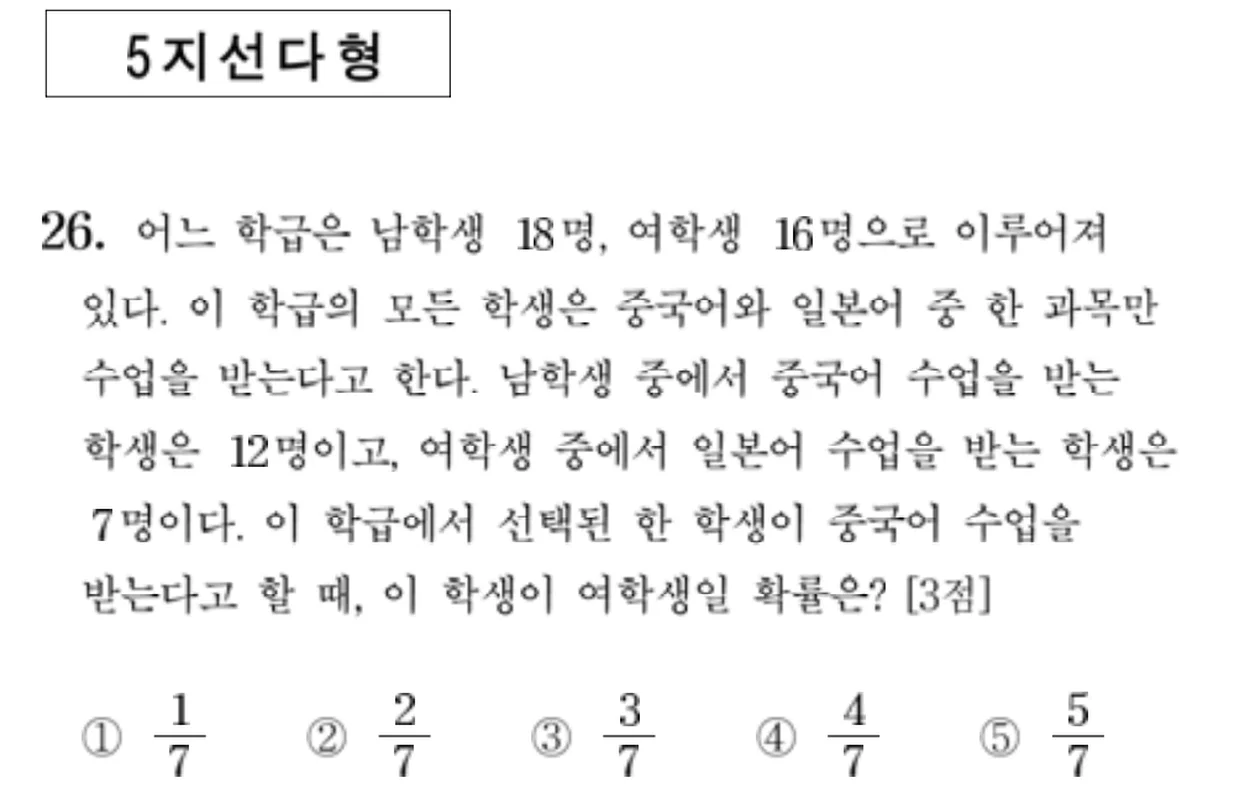 5지선다형
26. 어느 학급은 남학생 18명, 여학생 16명으로 이루어져
있다. 이 학급의 모든 학생은 중국어와 일본어 중 한 과목만
수업을 받는다고 한다. 남학생 중에서 중국어 수업을 받는
학생은 12명이고, 여학생 중에서 일본어 수업을 받는 학생은
7명이다. 이 학급에서 선택된 한 학생이 중국어 수업을
받는다고 할 때, 이 학생이 여학생일 확률은? [3점]
① 1/7 ② 2/7 ③ 3/7 ④ 4/7 ⑤ 5/7